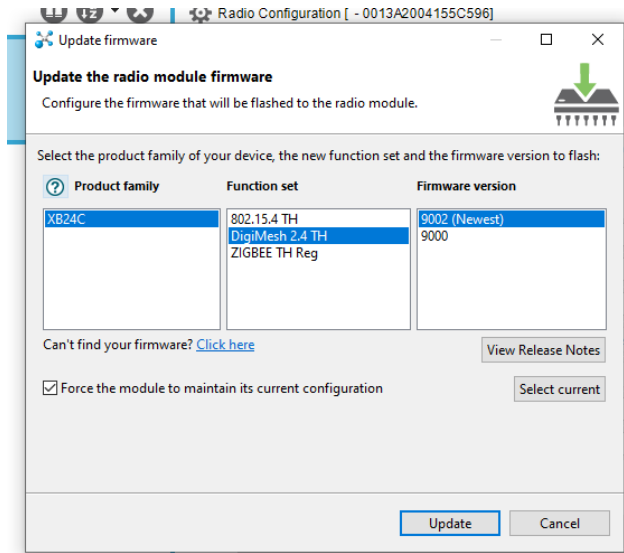 Radio Configuration [ - 0013A2004155C596]
Update firmware
Update the radio module firmware
Configure the firmware that will be flashed to the radio module.
Select the product family of your device, the new function set and the firmware version to flash:
Product family Function set Firmware version
XB24C 802.15.4 TH 9002 (Newest)
DigiMesh 2.4 TH 9000
ZIGBEE TH Reg
Can't find your firmware? Click here
View Release Notes
Force the module to maintain its current configuration Select current
Update Cancel